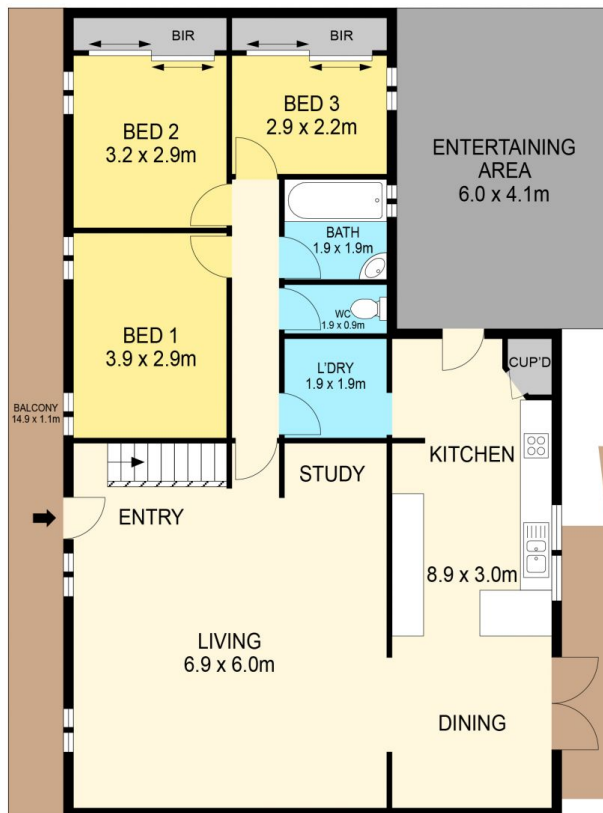 BIR
BIR
BED 2
3.2 x 2.9m
BED 3
2.9 x 2.2m
ENTERTAINING
AREA
6.0 x 4.1m
BATH
1.9 x 1.9m
WC
1.9 x 0.9m
BED 1
3.9 x 2.9m
L'DRY
1.9 x 1.9m
CUP'D
BALCONY
14.9 x 1.1m
KITCHEN
STUDY
ENTRY
8.9 x 3.0m
LIVING
6.9 x 6.0m
DINING